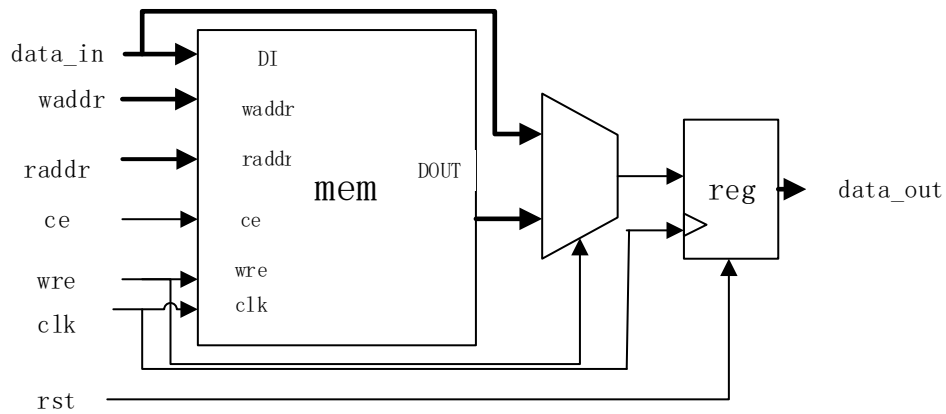 data_in
waddr
raddr
ce
wre
clk
rst
DI
waddr
raddr
ce
wre
clk
mem
DOUT
reg
data_out